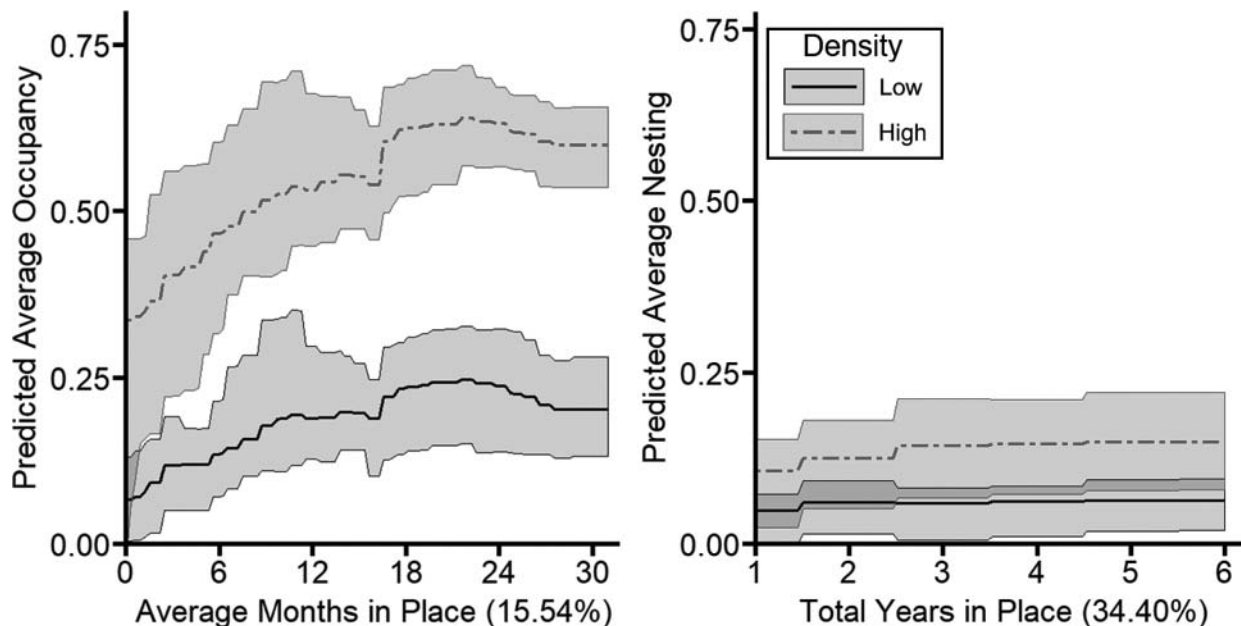 Predicted Average Occupancy
0.75
0.50
0.25
0.00
0 6 12 18 24 30
Average Months in Place (15.54%)
Predicted Average Nesting
0.75
0.50
0.25
0.00
1 2 3 4 5 6
Total Years in Place (34.40%)
Density
Low
High